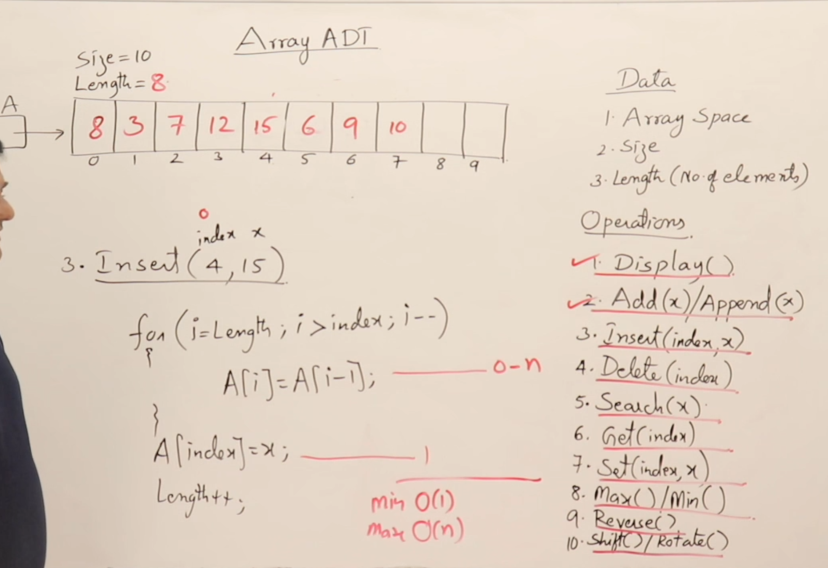 Array ADT
Size=10
Length=8
A
8 3 7 12 15 6 9 10
0 1 2 3 4 5 6 7 8 9
0
index x
3. Insert(4,15)
for(i=Length; i>index; i--)
{
A[i]=A[i-1]; 0-n
}
A[index]=x; 1
Length++;
min O(1)
max O(n)
Data
1. Array Space
2. Size
3. Length (No. of elements)
Operations
✓1. Display()
✓2. Add(x)/Append(x)
3. Insert(index,x)
4. Delete(index)
5. Search(x)
6. Get(index)
7. Set(index,x)
8. Max()/Min()
9. Reverse()
10. Shift()/Rotate()